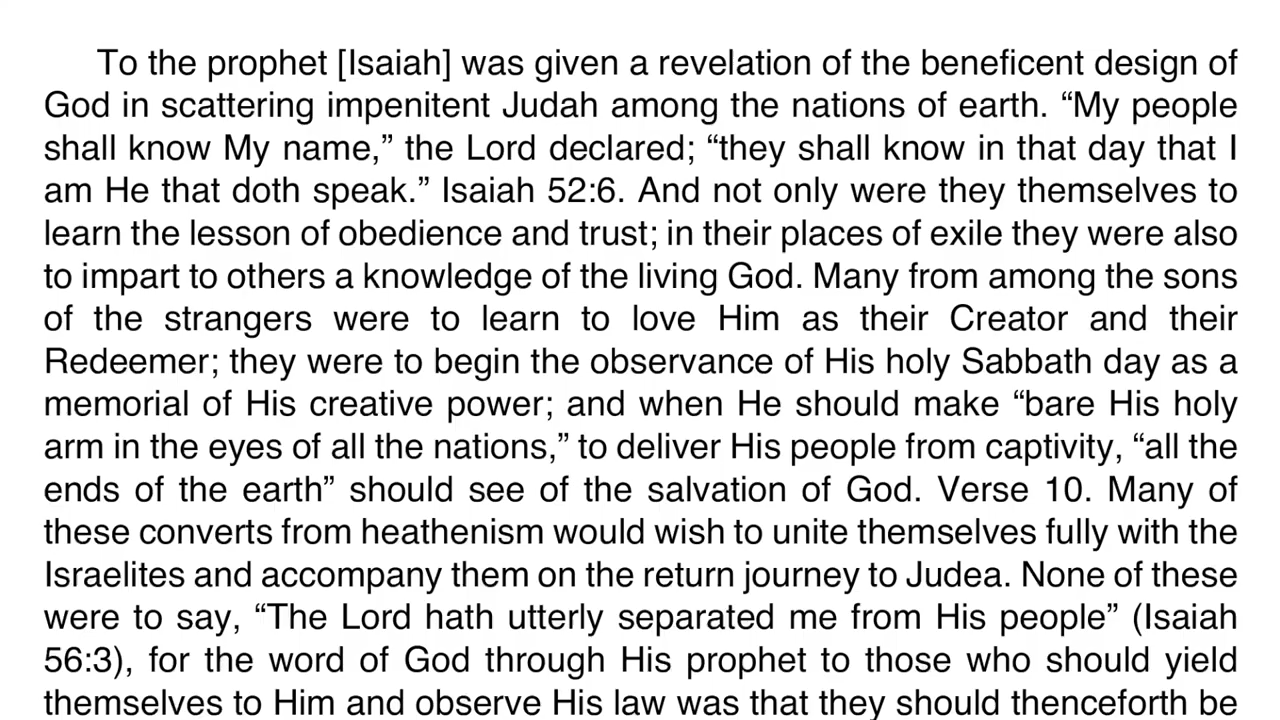 To the prophet [Isaiah] was given a revelation of the beneficent design of
God in scattering impenitent Judah among the nations of earth. “My people
shall know My name,” the Lord declared; “they shall know in that day that I
am He that doth speak.” Isaiah 52:6. And not only were they themselves to
learn the lesson of obedience and trust; in their places of exile they were also
to impart to others a knowledge of the living God. Many from among the sons
of the strangers were to learn to love Him as their Creator and their
Redeemer; they were to begin the observance of His holy Sabbath day as a
memorial of His creative power; and when He should make “bare His holy
arm in the eyes of all the nations,” to deliver His people from captivity, “all the
ends of the earth” should see of the salvation of God. Verse 10. Many of
these converts from heathenism would wish to unite themselves fully with the
Israelites and accompany them on the return journey to Judea. None of these
were to say, “The Lord hath utterly separated me from His people” (Isaiah
56:3), for the word of God through His prophet to those who should yield
themselves to Him and observe His law was that they should thenceforth be